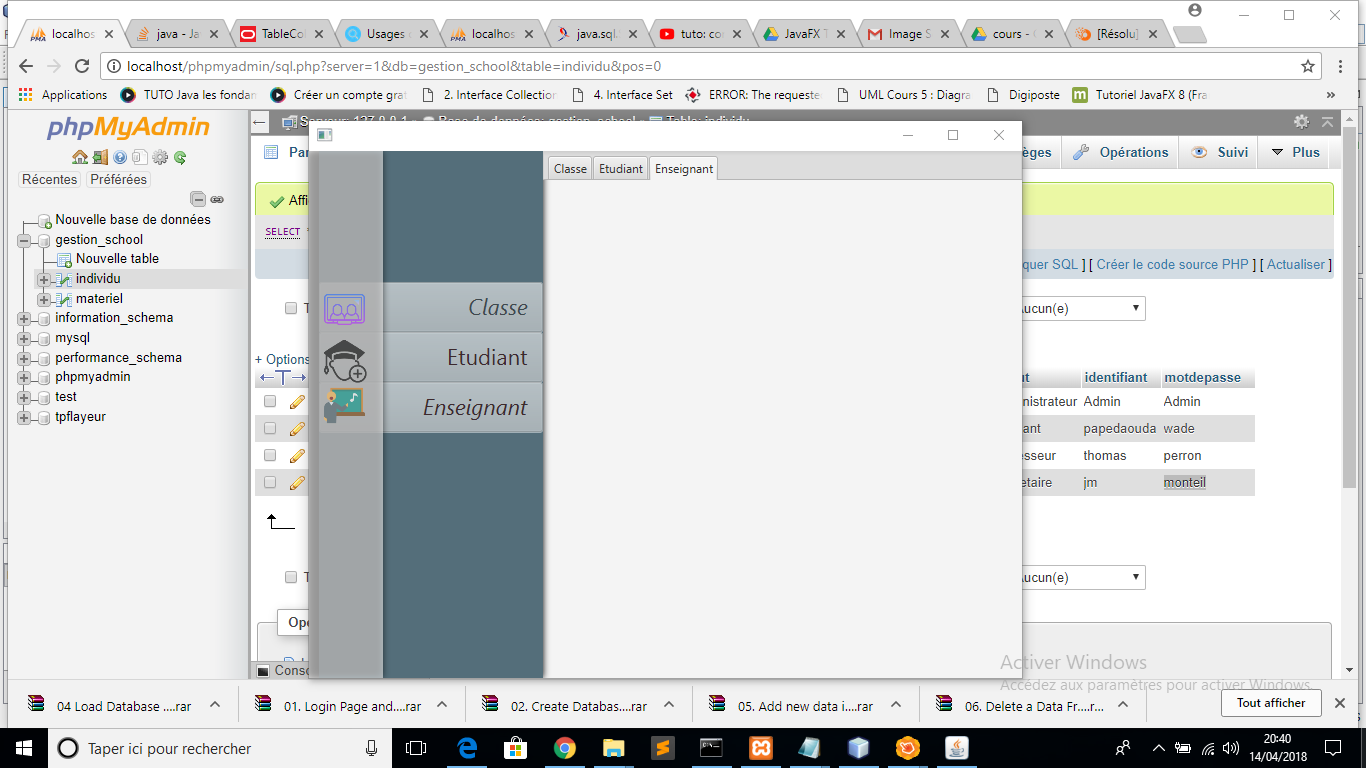 localhos
java - Ja
TableCo
Usages
localhos
java.sql.
tuto: co
JavaFX T
Image S
cours -
[Résolu]
localhost/phpmyadmin/sql.php?server=1&db=gestion_school&table=individu&pos=0
Applications
TUTO Java les fondan
Créer un compte grat
2. Interface Collection
4. Interface Set
ERROR: The requeste
UML Cours 5 : Diagra
Digiposte
Tutoriel JavaFX 8 (Fra
»
phpMyAdmin
Récentes
Préférées
Nouvelle base de données
gestion_school
Nouvelle table
individu
materiel
information_schema
mysql
performance_schema
phpmyadmin
test
tpflayeur
Serveur: 127.0.0.1 » Base de données: gestion_school » Table: individu
Par
èges
Opérations
Suivi
Plus
Affi
SELECT
quer SQL ] [ Créer le code source PHP ] [ Actualiser ]
Aucun(e)
+ Options
ut identifiant motdepasse
nistrateur Admin Admin
ant papedaouda wade
esseur thomas perron
etaire jm monteil
Aucun(e)
Opé
Conso
Classe Etudiant Enseignant
Classe
Etudiant
Enseignant
Activer Windows
Accédez aux paramètres pour activer Windows.
04 Load Database ....rar
01. Login Page and....rar
02. Create Databas....rar
05. Add new data i....rar
06. Delete a Data Fr....r...
Tout afficher
Taper ici pour rechercher
20:40
14/04/2018